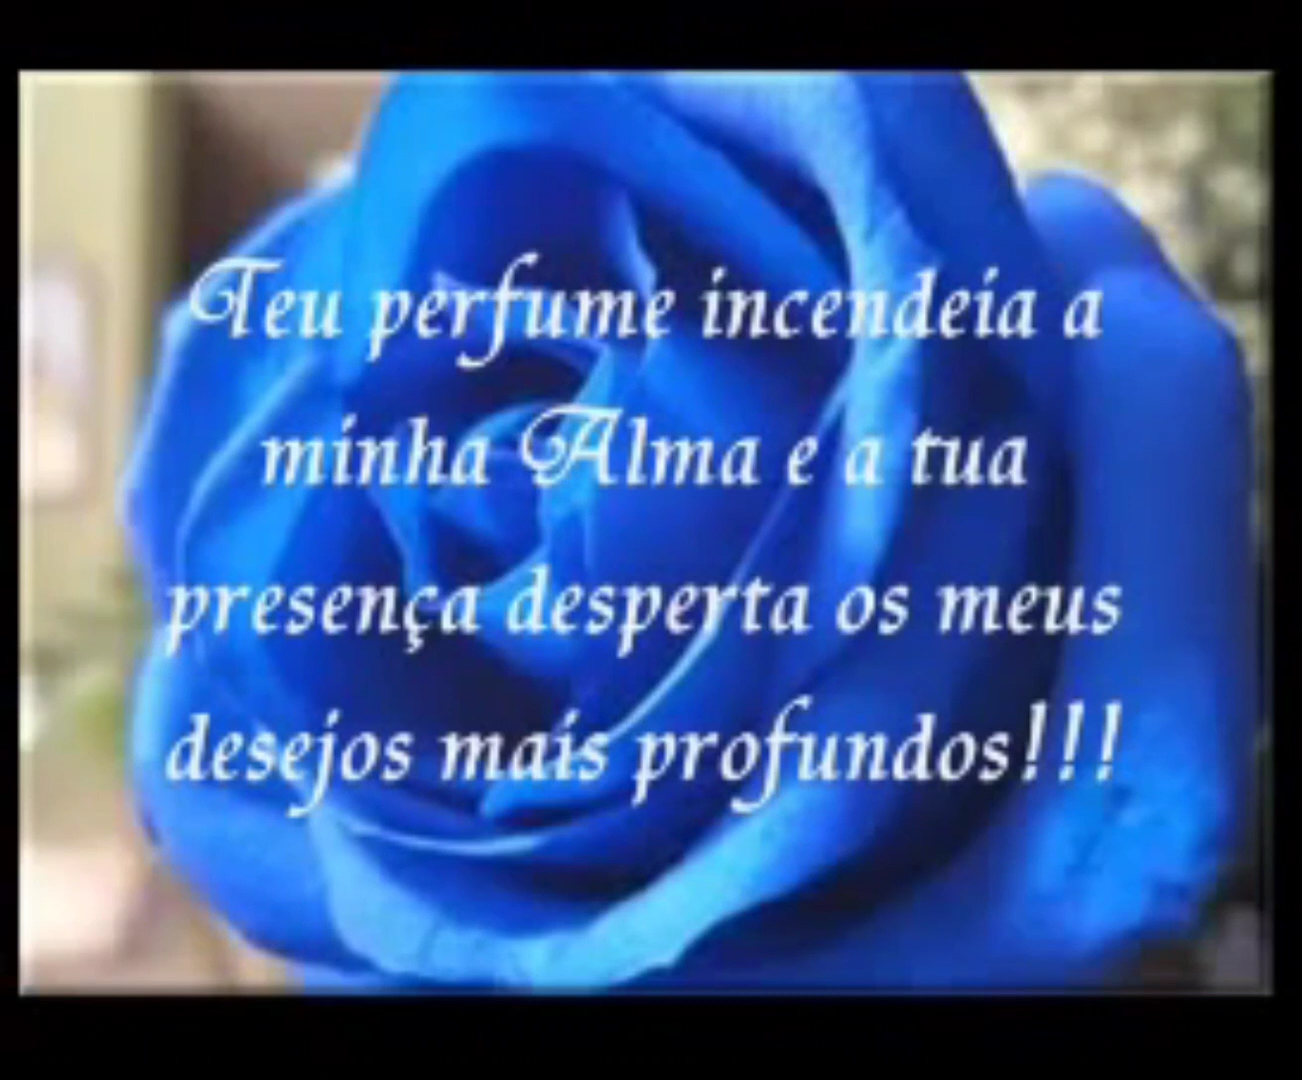 Teu perfume incendeia a
minha Alma e a tua
presença desperta os meus
desejos mais profundos!!!